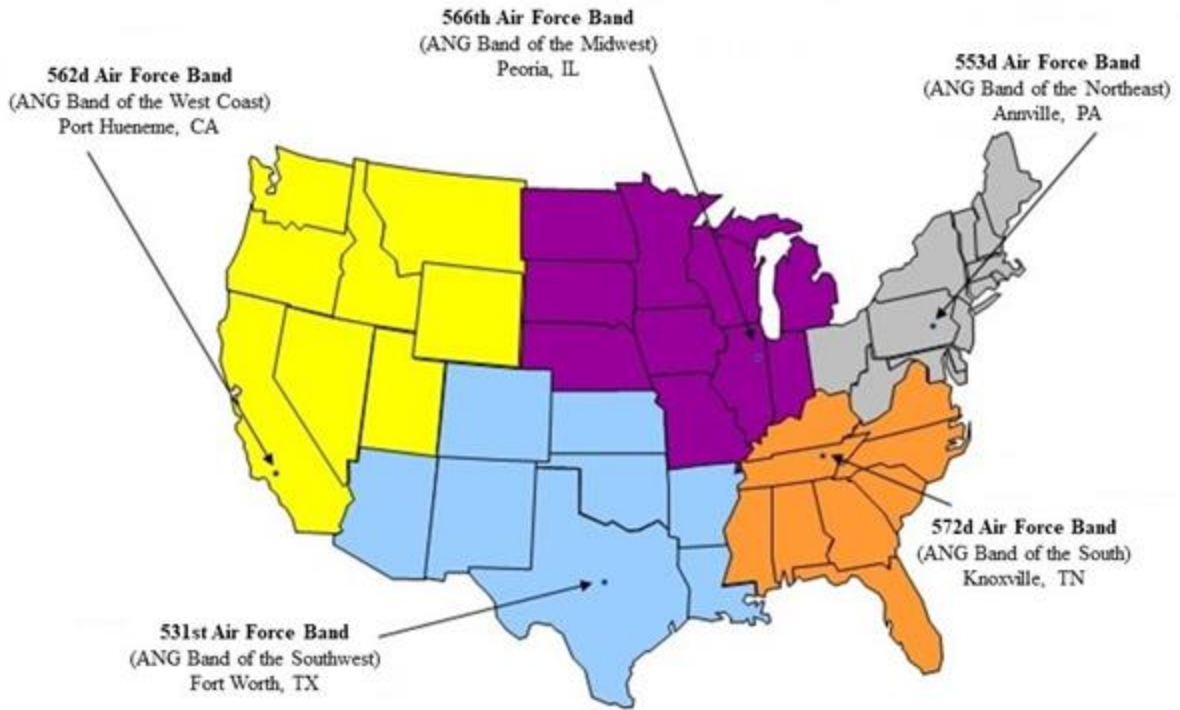 566th Air Force Band
(ANG Band of the Midwest)
Peoria, IL
553d Air Force Band
(ANG Band of the Northeast)
Annville, PA
562d Air Force Band
(ANG Band of the West Coast)
Port Hueneme, CA
572d Air Force Band
(ANG Band of the South)
Knoxville, TN
531st Air Force Band
(ANG Band of the Southwest)
Fort Worth, TX